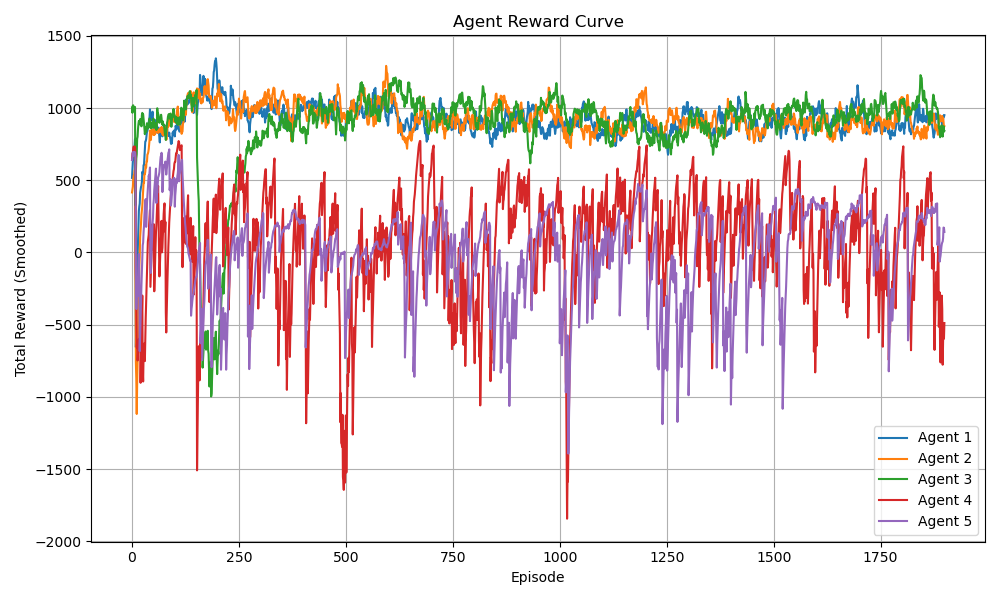 Agent Reward Curve
1500
1000
500
0
−500
−1000
−1500
−2000
Total Reward (Smoothed)
0 250 500 750 1000 1250 1500 1750
Episode
Agent 1
Agent 2
Agent 3
Agent 4
Agent 5